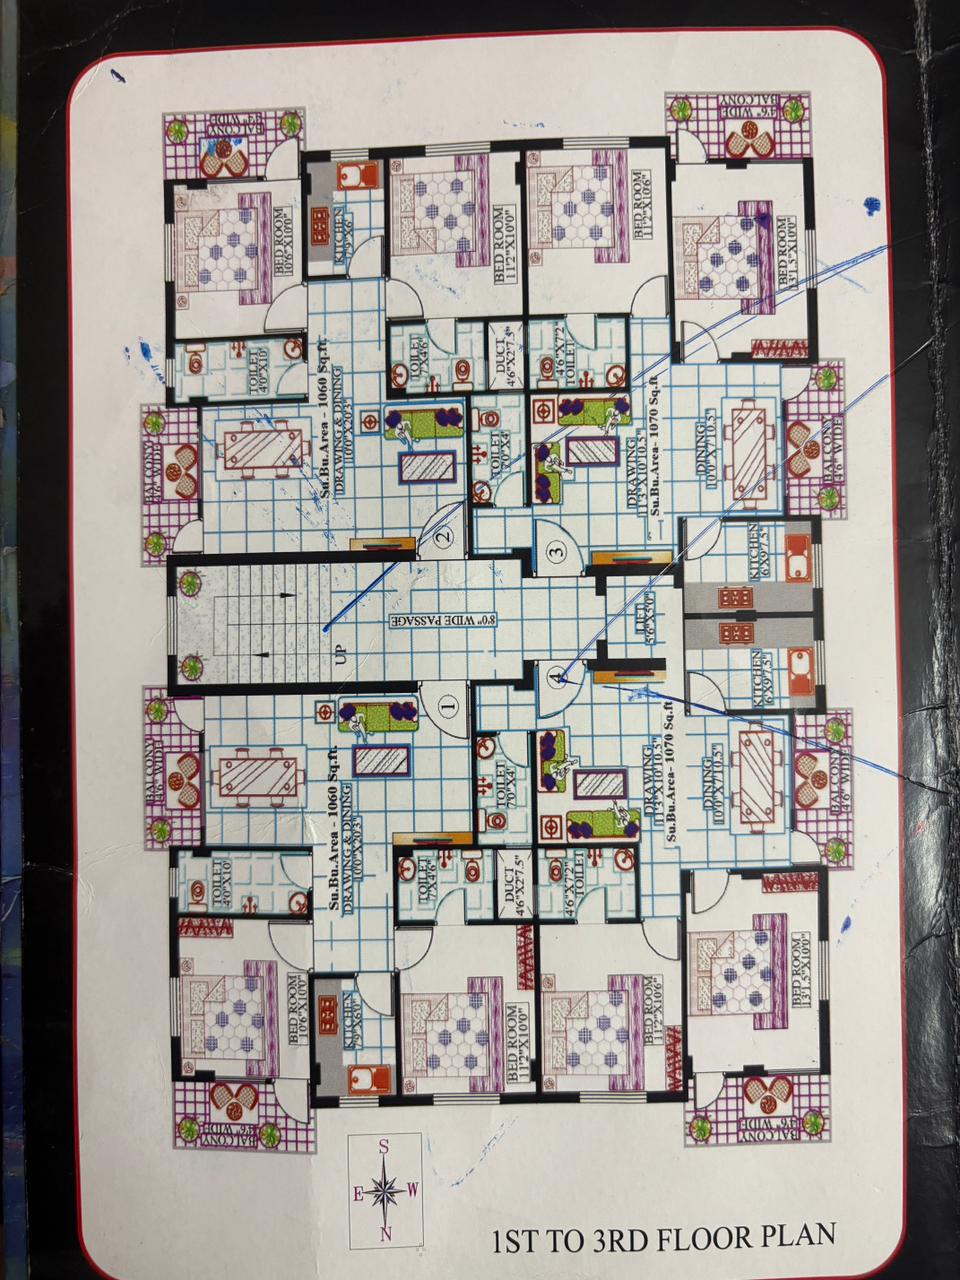 BALCONY
4'6" WIDE
BALCONY
4'6" WIDE
BED ROOM
10'6"X10'0"
KITCHEN
7'9"X6'
BED ROOM
11'2"X10'0"
BED ROOM
11'2"X10'6"
BED ROOM
13'1.5"X10'0"
TOILET
4'0"X10'
TOILET
7'X4'6"
DUCT
4'6"X2'7.5"
4'6"X7'2"
TOILET
BALCONY
4'6" WIDE
Su.Bu.Area - 1060 Sq.ft.
DRAWING & DINING
10'0"X20'3"
TOILET
7'0"X4'
DRAWING
11'3"X10'10.5"
Su.Bu.Area- 1070 Sq.ft
DINING
10'0"X7'10.5"
BALCONY
4'6" WIDE
2
3
KITCHEN
6'X9'7.5"
UP
8'0" WIDE PASSAGE
LIFT
5'6"X5'0"
1
4
KITCHEN
6'X9'7.5"
BALCONY
4'6" WIDE
Su.Bu.Area - 1060 Sq.ft.
DRAWING & DINING
10'0"X20'3"
TOILET
7'0"X4'
DRAWING
11'3"X10'10.5"
Su.Bu.Area- 1070 Sq.ft
DINING
10'0"X7'10.5"
BALCONY
4'6" WIDE
TOILET
4'0"X10'
TOILET
7'X4'6"
DUCT
4'6"X2'7.5"
4'6"X7'2"
TOILET
BED ROOM
10'6"X10'0"
KITCHEN
7'9"X6'0"
BED ROOM
11'2"X10'0"
BED ROOM
11'2"X10'6"
BED ROOM
13'1.5"X10'0"
BALCONY
4'6" WIDE
BALCONY
4'6" WIDE
S
E W
N
1ST TO 3RD FLOOR PLAN